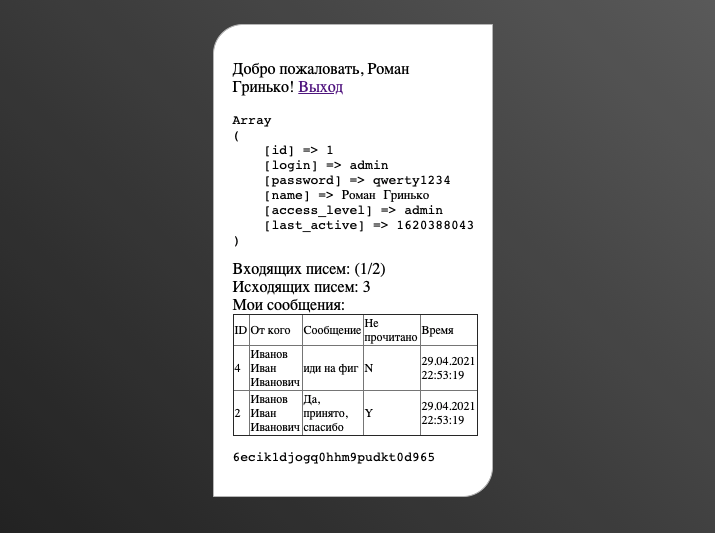 Добро пожаловать, Роман
Гринько! Выход
Array
(
[id] => 1
[login] => admin
[password] => qwerty1234
[name] => Роман Гринько
[access_level] => admin
[last_active] => 1620388043
)
Входящих писем: (1/2)
Исходящих писем: 3
Мои сообщения:
ID От кого Сообщение Не прочитано Время
4 Иванов Иван Иванович иди на фиг N 29.04.2021 22:53:19
2 Иванов Иван Иванович Да, принято, спасибо Y 29.04.2021 22:53:19
6ecik1djogq0hhm9pudkt0d965